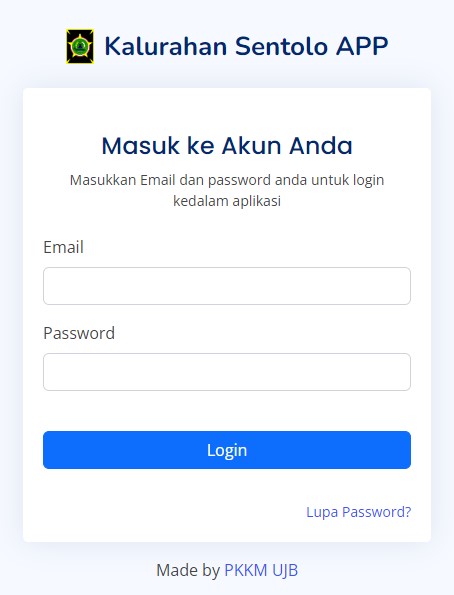 Kalurahan Sentolo APP
Masuk ke Akun Anda
Masukkan Email dan password anda untuk login
kedalam aplikasi
Email
Password
Login
Lupa Password?
Made by PKKM UJB